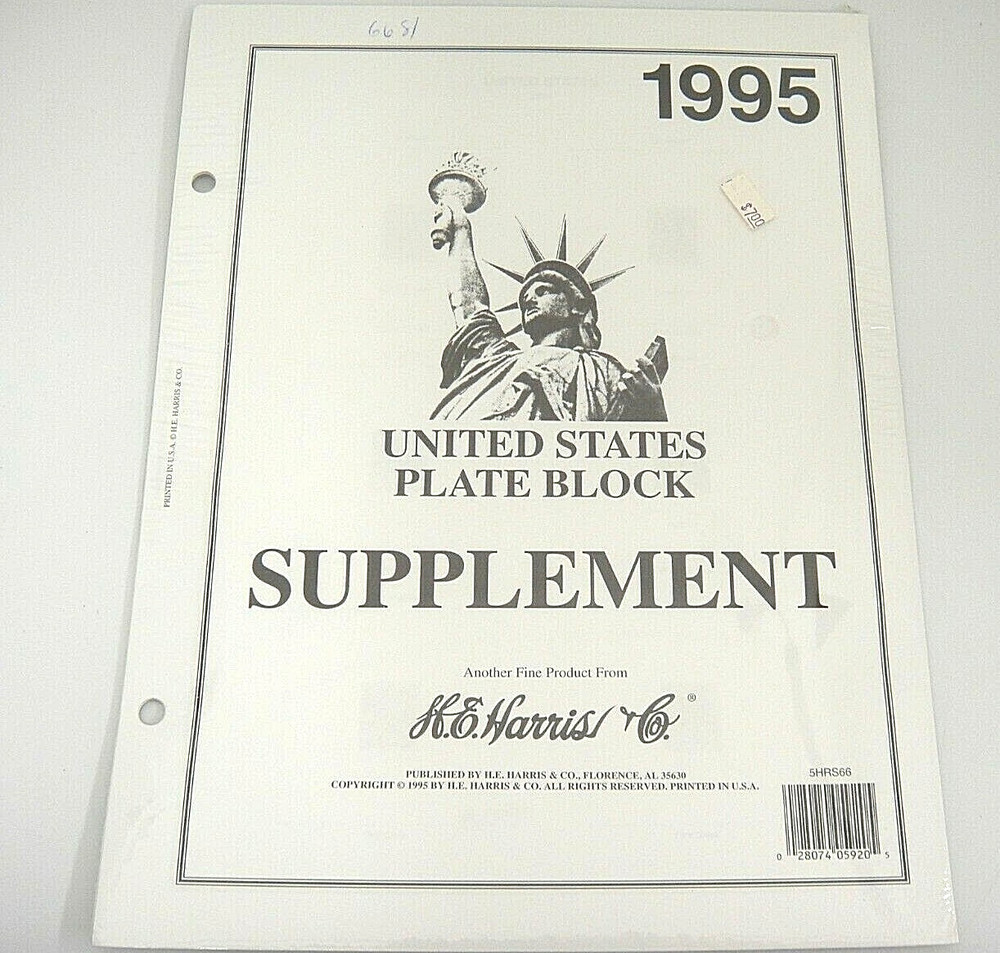 6681
1995
$7.00
PRINTED IN U.S.A. © H.E. HARRIS & CO.
UNITED STATES
PLATE BLOCK
SUPPLEMENT
Another Fine Product From
H.E. Harris & Co. ®
PUBLISHED BY H.E. HARRIS & CO., FLORENCE, AL 35630
COPYRIGHT © 1995 BY H.E. HARRIS & CO. ALL RIGHTS RESERVED. PRINTED IN U.S.A.
5HRS66
0 28074 05920 5